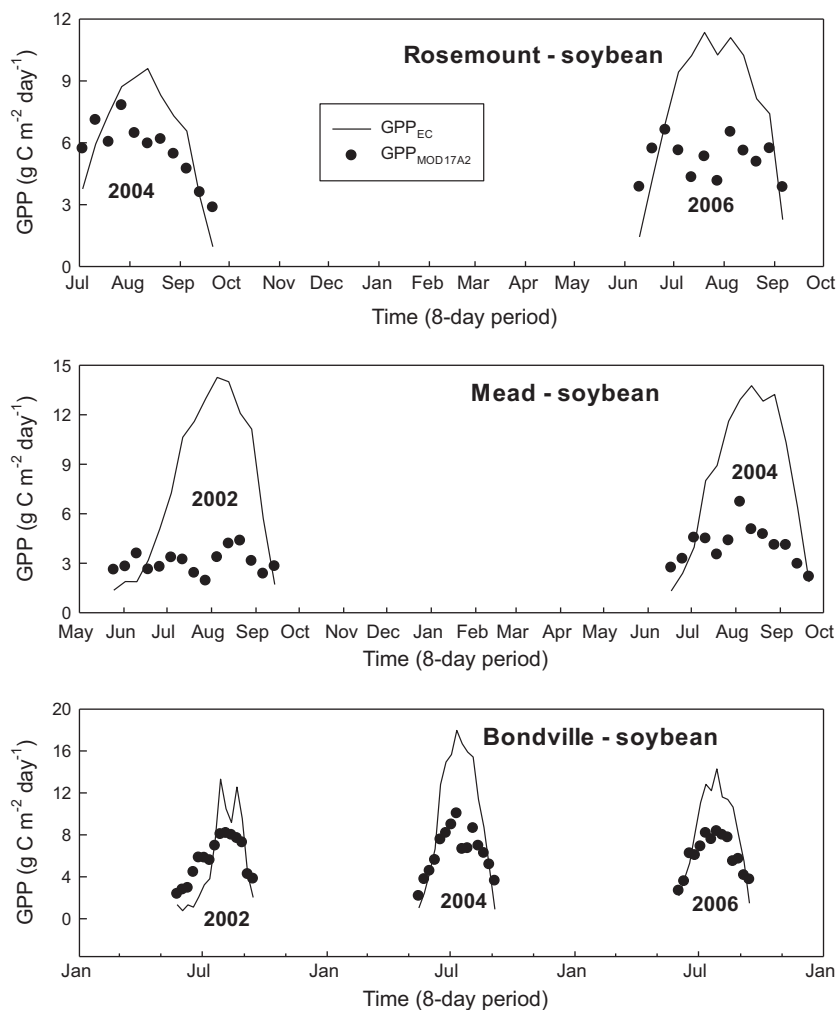 Rosemount - soybean
GPP (g C m-2 day-1)
12
9
6
3
0
GPPEC
GPPMOD17A2
2004
2006
Jul Aug Sep Oct Nov Dec Jan Feb Mar Apr May Jun Jul Aug Sep Oct
Time (8-day period)
Mead - soybean
GPP (g C m-2 day-1)
15
12
9
6
3
0
2002
2004
May Jun Jul Aug Sep Oct Nov Dec Jan Feb Mar Apr May Jun Jul Aug Sep Oct
Time (8-day period)
Bondville - soybean
GPP (g C m-2 day-1)
20
16
12
8
4
0
2002
2004
2006
Jan Jul Jan Jul Jan Jul Jan
Time (8-day period)